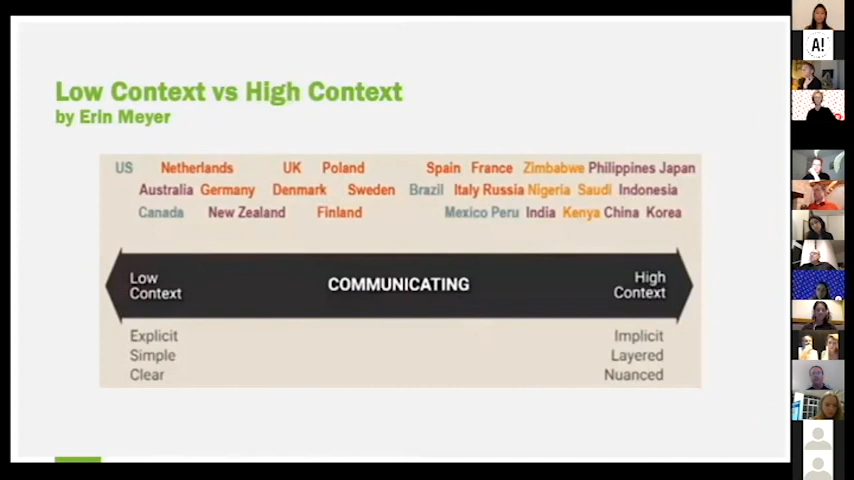 Low Context vs High Context
by Erin Meyer
US Netherlands UK Poland Spain France Zimbabwe Philippines Japan
Australia Germany Denmark Sweden Brazil Italy Russia Nigeria Saudi Indonesia
Canada New Zealand Finland Mexico Peru India Kenya China Korea
Low
Context
COMMUNICATING
High
Context
Explicit
Simple
Clear
Implicit
Layered
Nuanced
A!